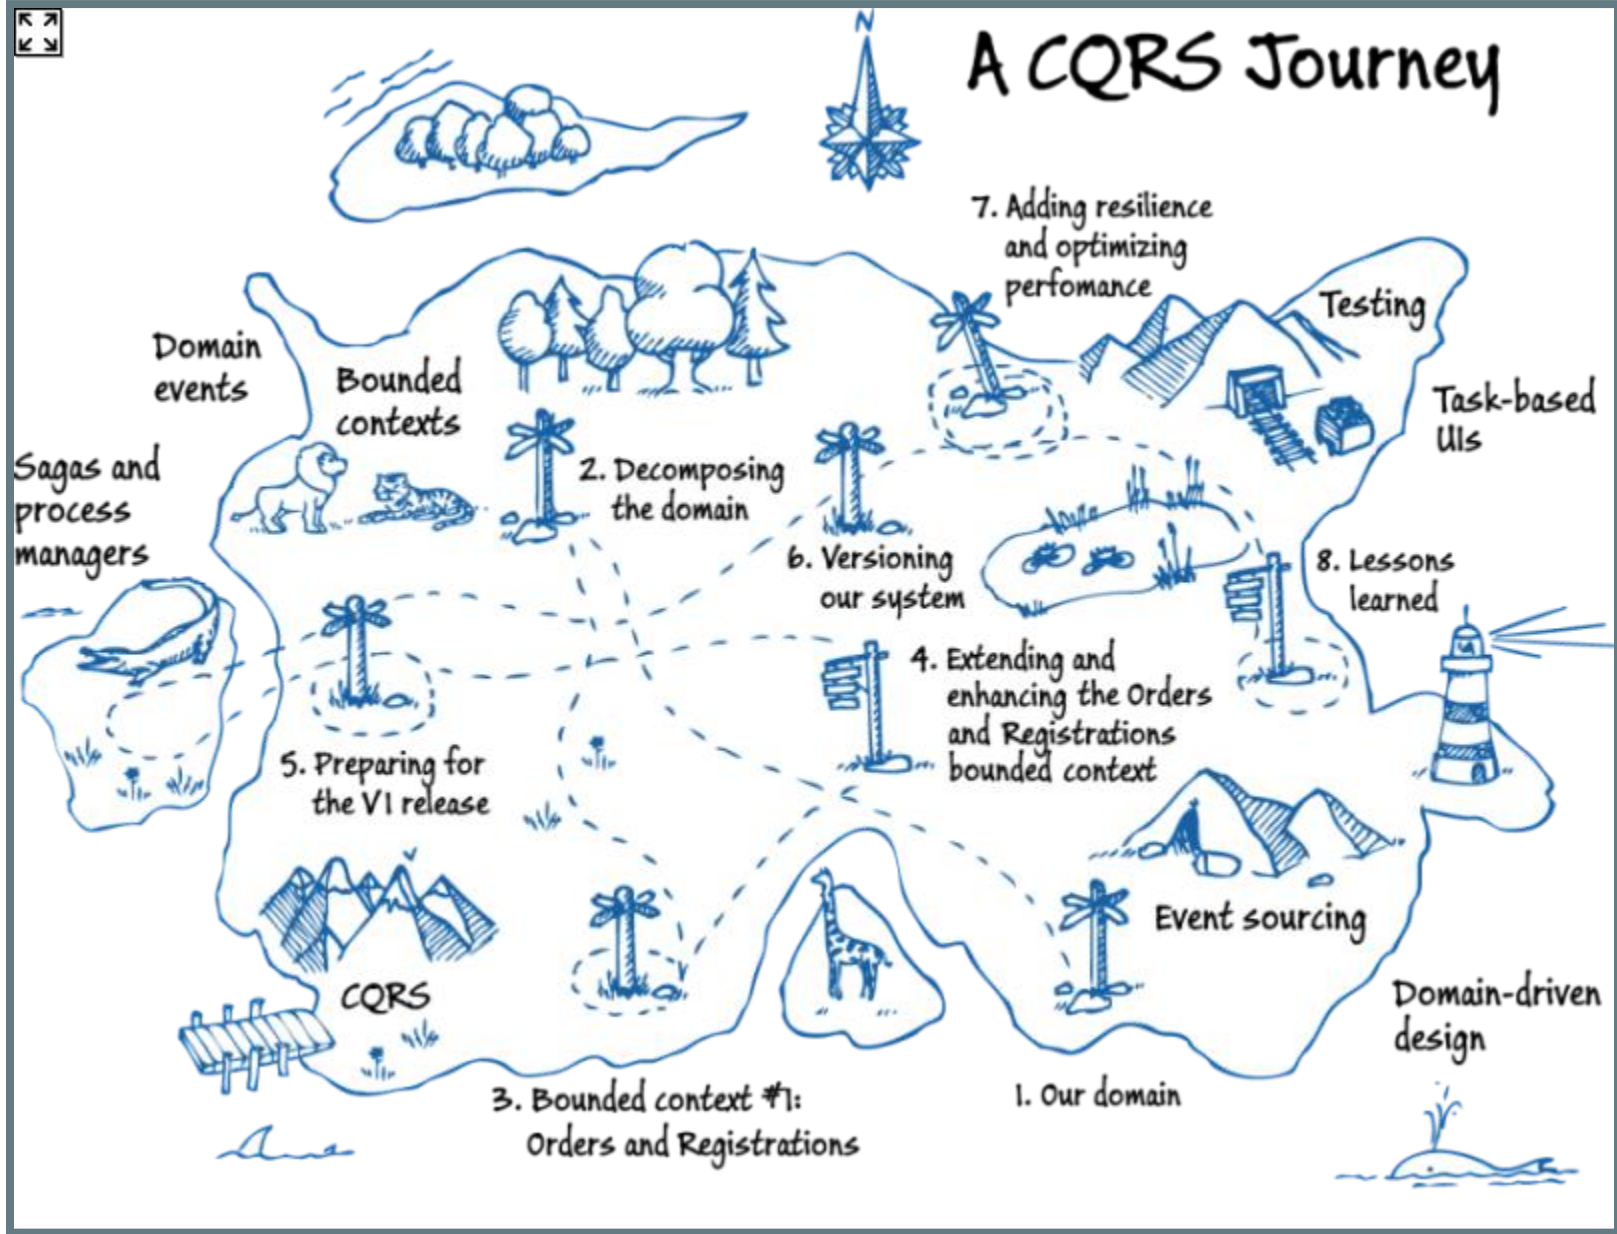 N
A CQRS Journey
7. Adding resilience
and optimizing
perfomance
Testing
Domain
events
Bounded
contexts
Task-based
UIs
Sagas and
process
managers
2. Decomposing
the domain
6. Versioning
our system
8. Lessons
learned
4. Extending and
enhancing the Orders
and Registrations
bounded context
5. Preparing for
the V1 release
Event sourcing
CQRS
Domain-driven
design
3. Bounded context #1:
Orders and Registrations
1. Our domain